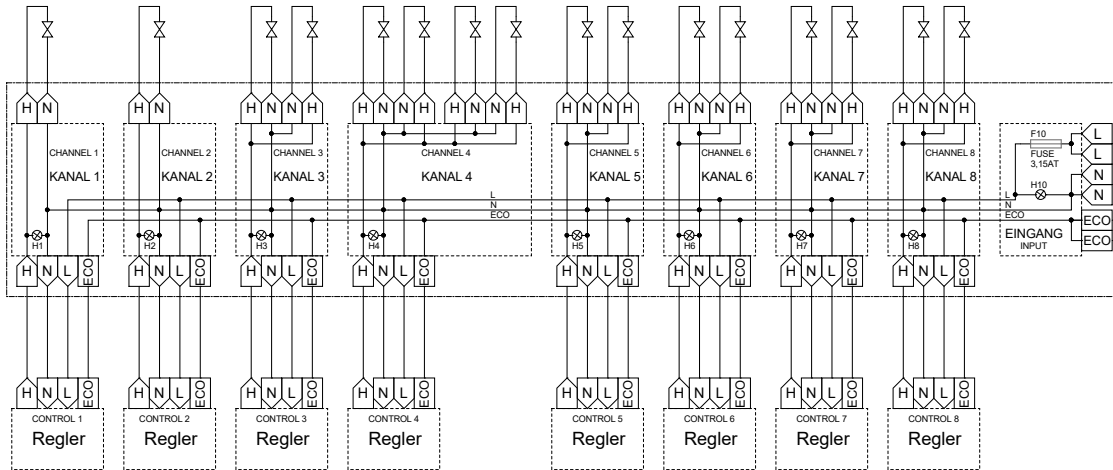 H N H N H N N H H N N H H N N H H N N H H N N H H N N H H N N H
CHANNEL 1 CHANNEL 2 CHANNEL 3 CHANNEL 4 CHANNEL 5 CHANNEL 6 CHANNEL 7 CHANNEL 8 F10 L
FUSE L
3,15AT
KANAL 1 KANAL 2 KANAL 3 KANAL 4 KANAL 5 KANAL 6 KANAL 7 KANAL 8 N
H10 N
L L
N N
ECO ECO ECO
EINGANG ECO
INPUT
H1 H2 H3 H4 H5 H6 H7 H8
H N L ECO H N L ECO H N L ECO H N L ECO H N L ECO H N L ECO H N L ECO H N L ECO
H N L ECO H N L ECO H N L ECO H N L ECO H N L ECO H N L ECO H N L ECO H N L ECO
CONTROL 1 CONTROL 2 CONTROL 3 CONTROL 4 CONTROL 5 CONTROL 6 CONTROL 7 CONTROL 8
Regler Regler Regler Regler Regler Regler Regler Regler